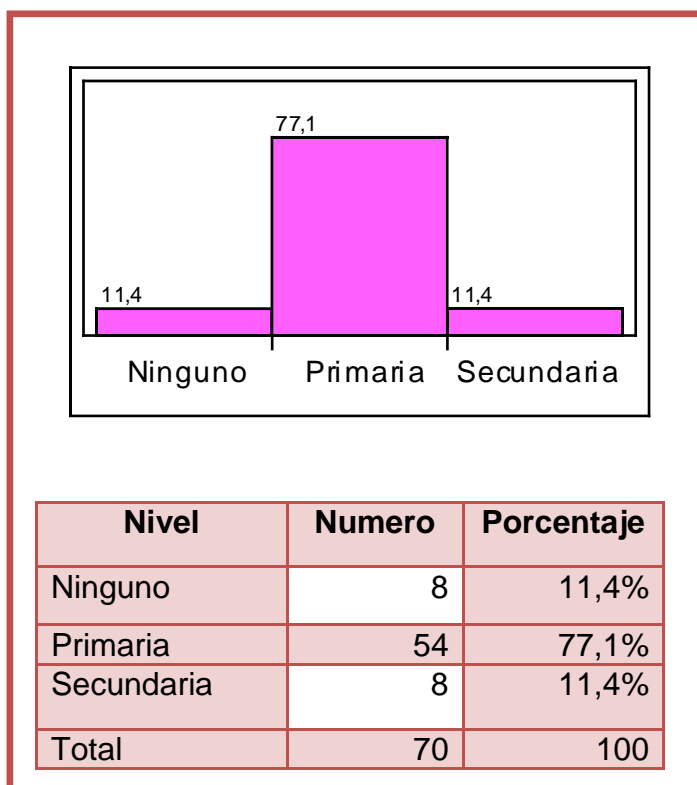 77,1
11,4 11,4
Ninguno Primaria Secundaria
Nivel Numero Porcentaje
Ninguno 8 11,4%
Primaria 54 77,1%
Secundaria 8 11,4%
Total 70 100